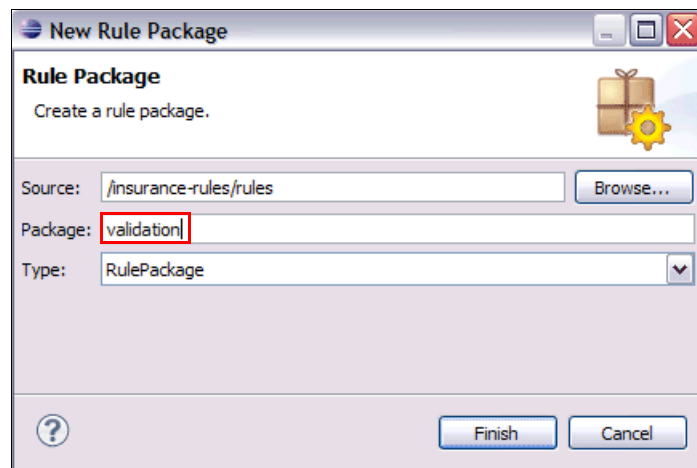 New Rule Package
Rule Package
Create a rule package.
Source: /insurance-rules/rules Browse...
Package: validation
Type: RulePackage
? Finish Cancel